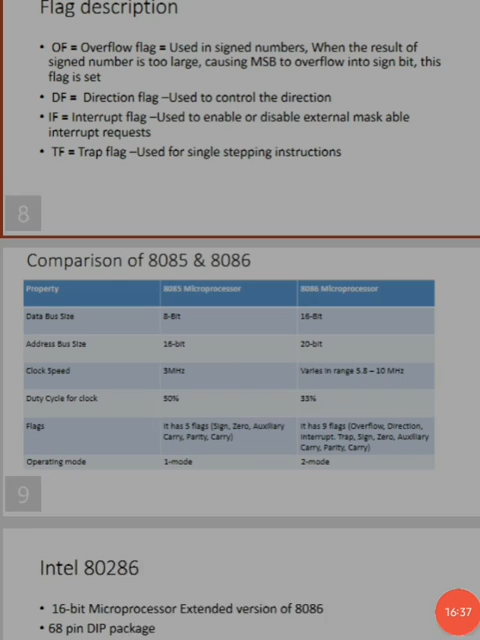 Flag description
• OF = Overflow flag = Used in signed numbers, When the result of
signed number is too large, causing MSB to overflow into sign bit, this
flag is set
• DF = Direction flag –Used to control the direction
• IF = Interrupt flag –Used to enable or disable external mask able
interrupt requests
• TF = Trap flag –Used for single stepping instructions
8
Comparison of 8085 & 8086
Property 8085 Microprocessor 8086 Microprocessor
Data Bus Size 8-Bit 16-Bit
Address Bus Size 16-bit 20-bit
Clock Speed 3MHz Varies in range 5.8 – 10 MHz
Duty Cycle for clock 50% 33%
Flags It has 5 flags (Sign, Zero, Auxiliary It has 9 flags (Overflow, Direction,
Carry, Parity, Carry) Interrupt. Trap, Sign, Zero, Auxiliary
Carry, Parity, Carry)
Operating mode 1-mode 2-mode
9
Intel 80286
• 16-bit Microprocessor Extended version of 8086
• 68 pin DIP package
16:37